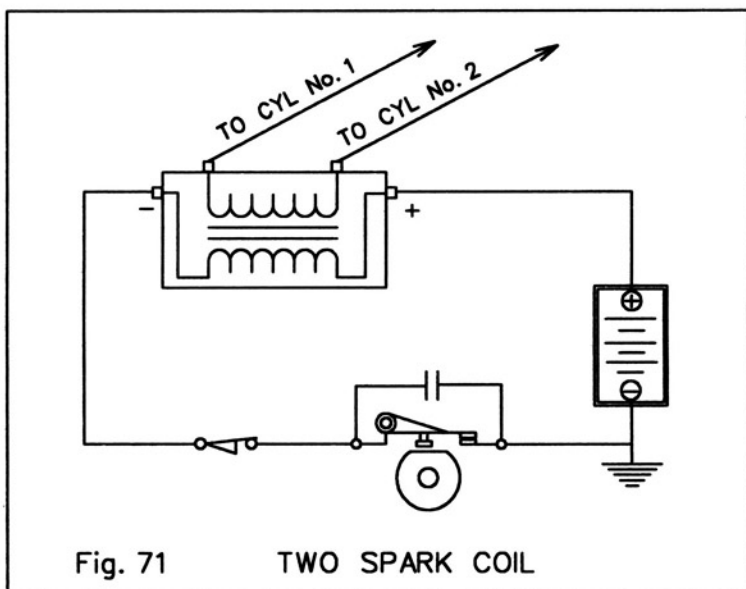 TO CYL No. 1
TO CYL No. 2
- +
Fig. 71 TWO SPARK COIL